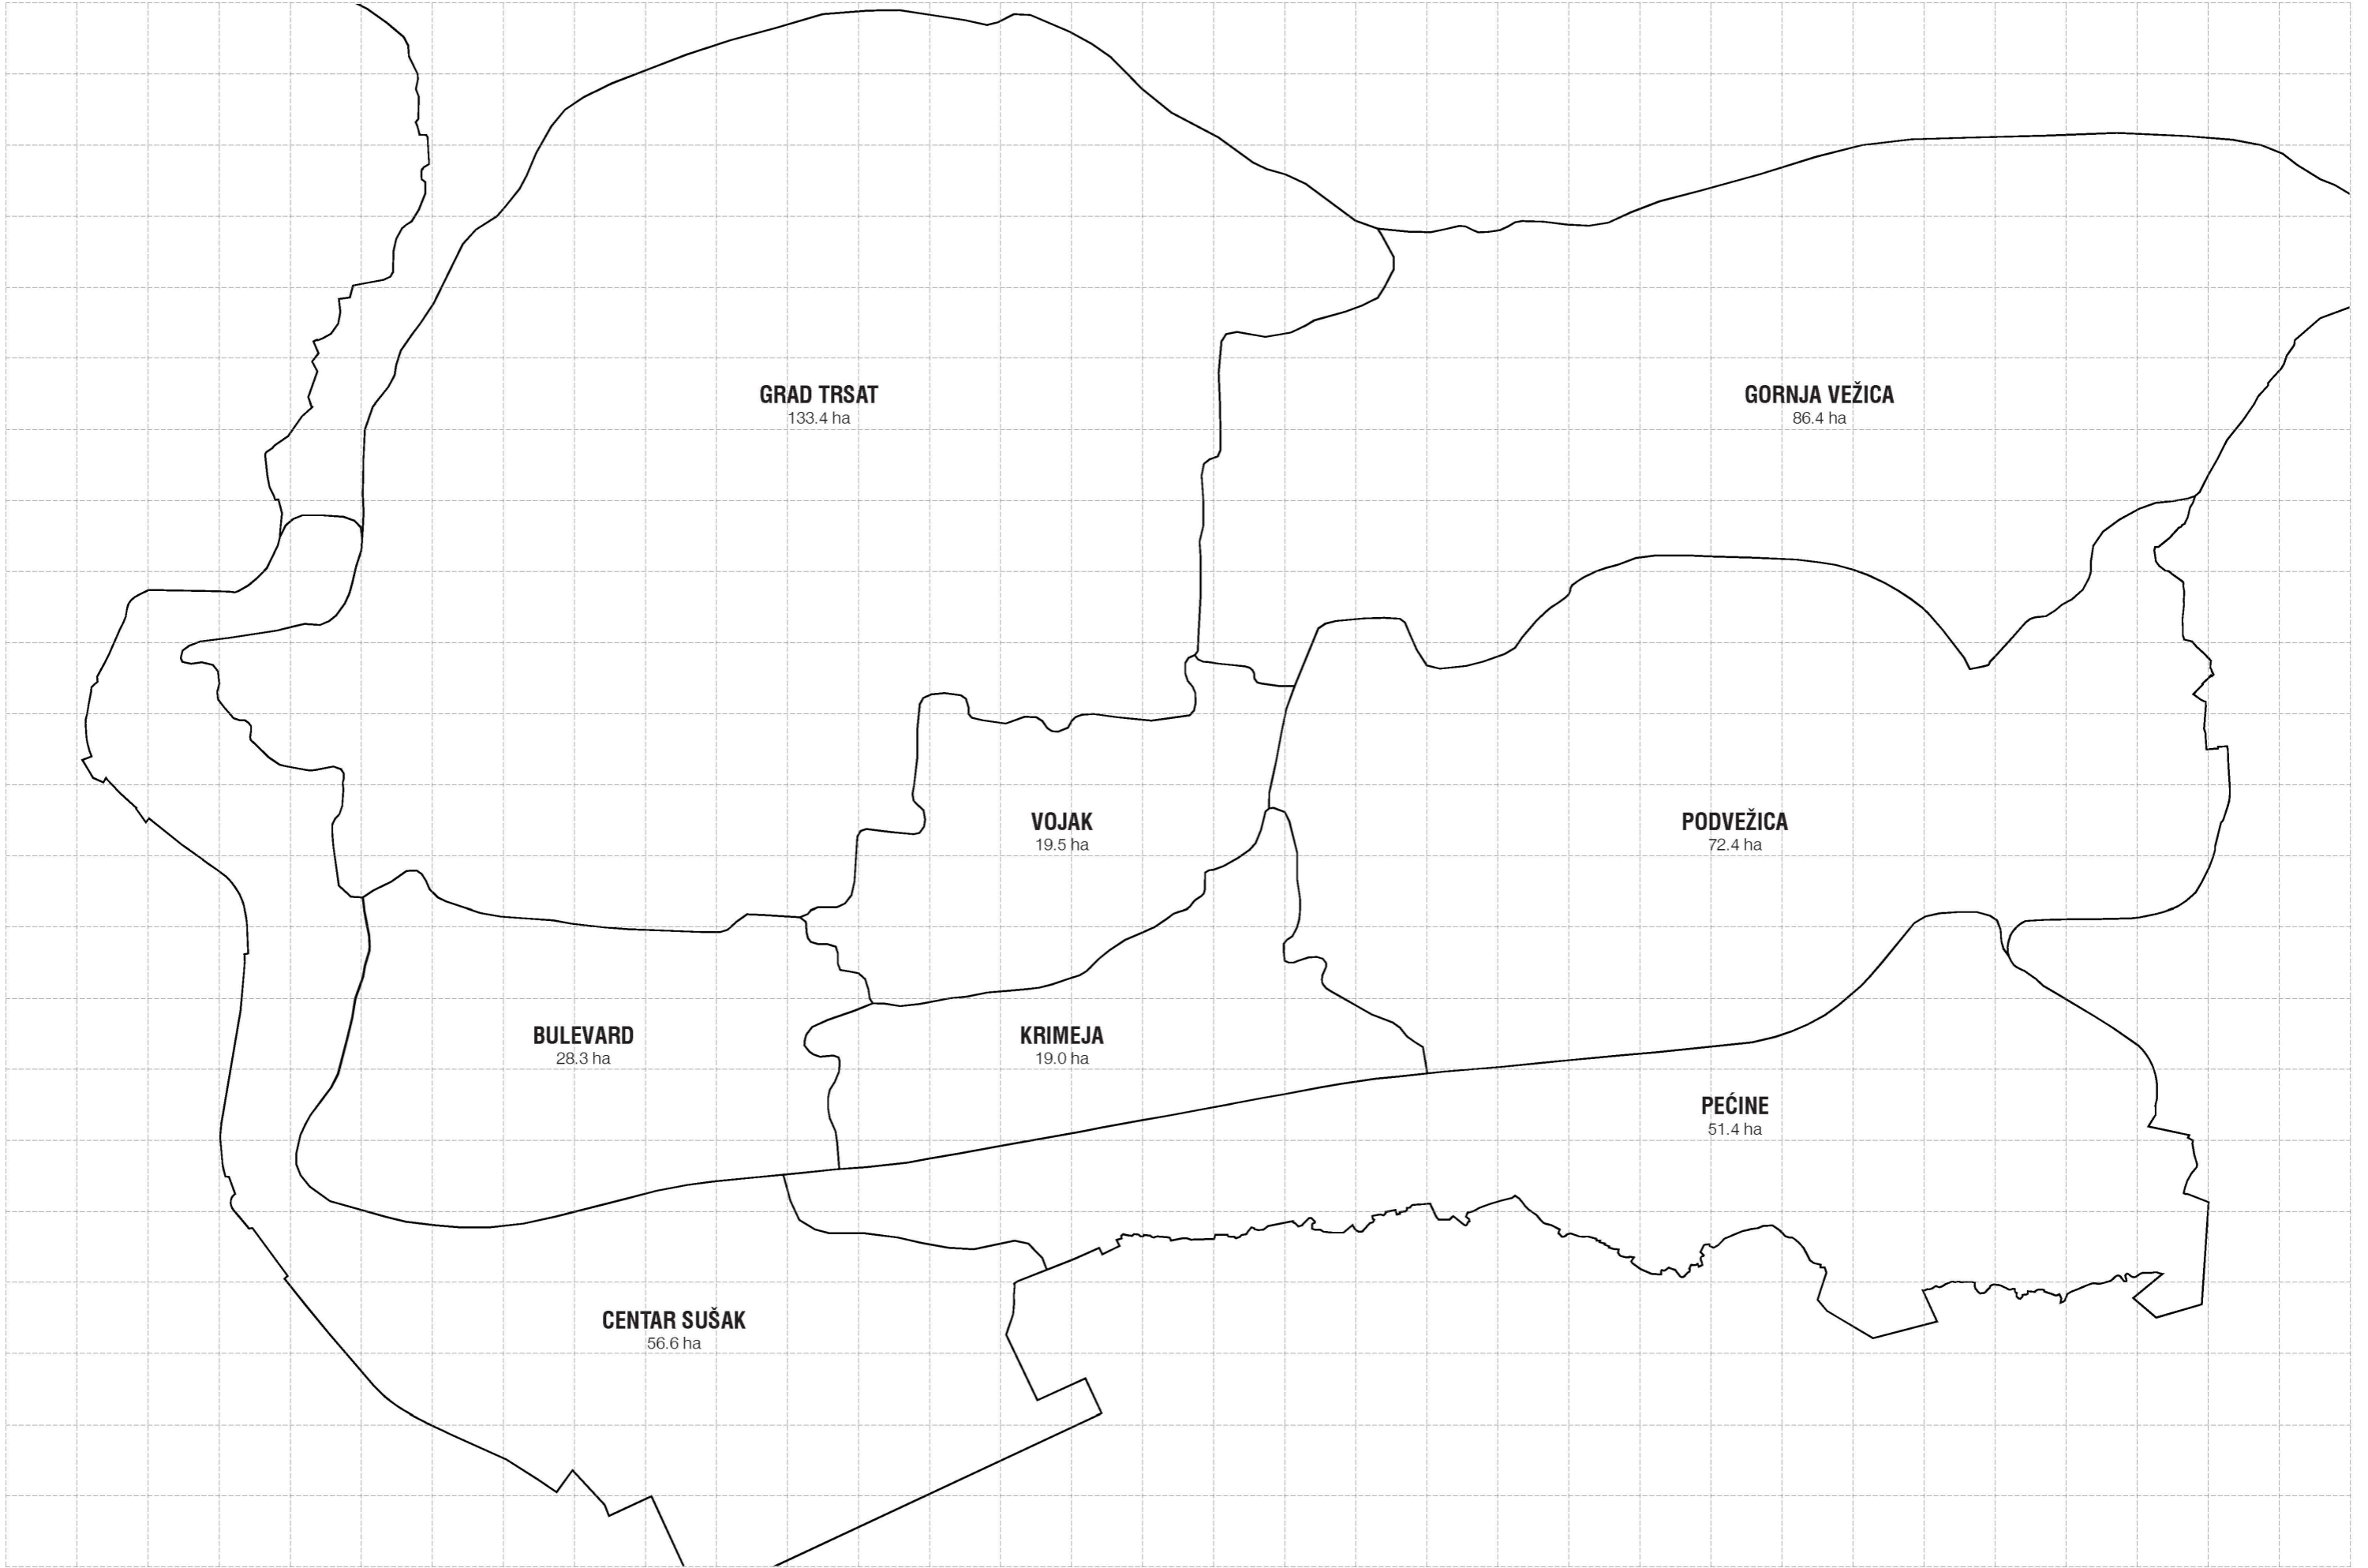 GRAD TRSAT
133.4 ha
GORNJA VEŽICA
86.4 ha
VOJAK
19.5 ha
PODVEŽICA
72.4 ha
BULEVARD
28.3 ha
KRIMEJA
19.0 ha
PEĆINE
51.4 ha
CENTAR SUŠAK
56.6 ha